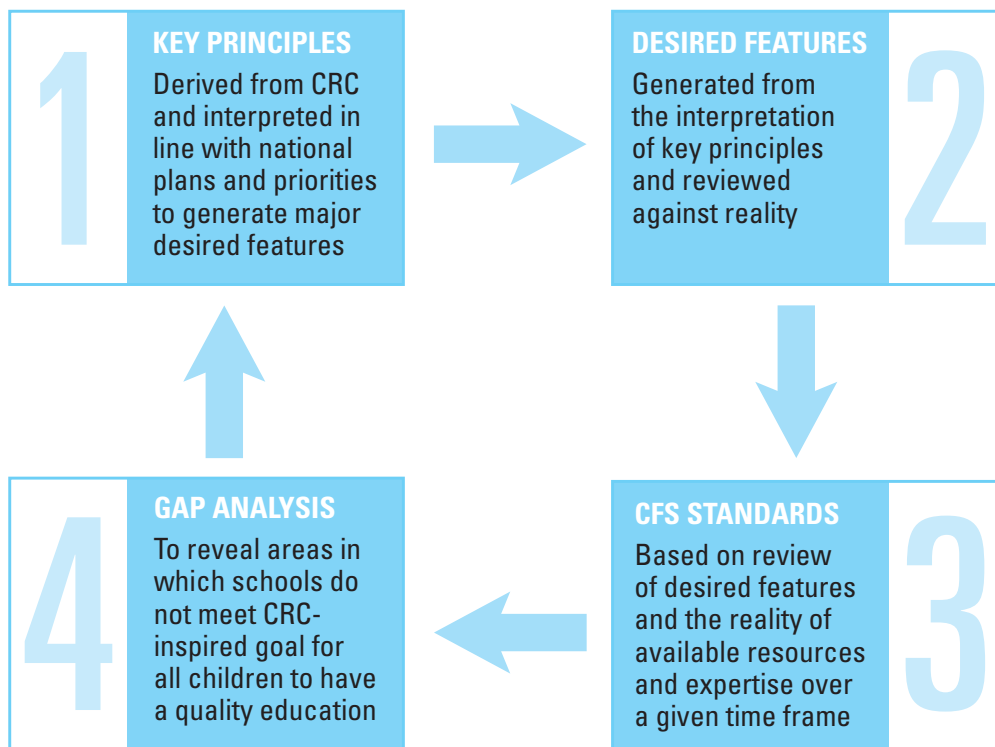 1
KEY PRINCIPLES
Derived from CRC
and interpreted in
line with national
plans and priorities
to generate major
desired features
DESIRED FEATURES
Generated from
the interpretation
of key principles
and reviewed
against reality
2
CFS STANDARDS
Based on review
of desired features
and the reality of
available resources
and expertise over
a given time frame
3
4
GAP ANALYSIS
To reveal areas in
which schools do
not meet CRC-
inspired goal for
all children to have
a quality education